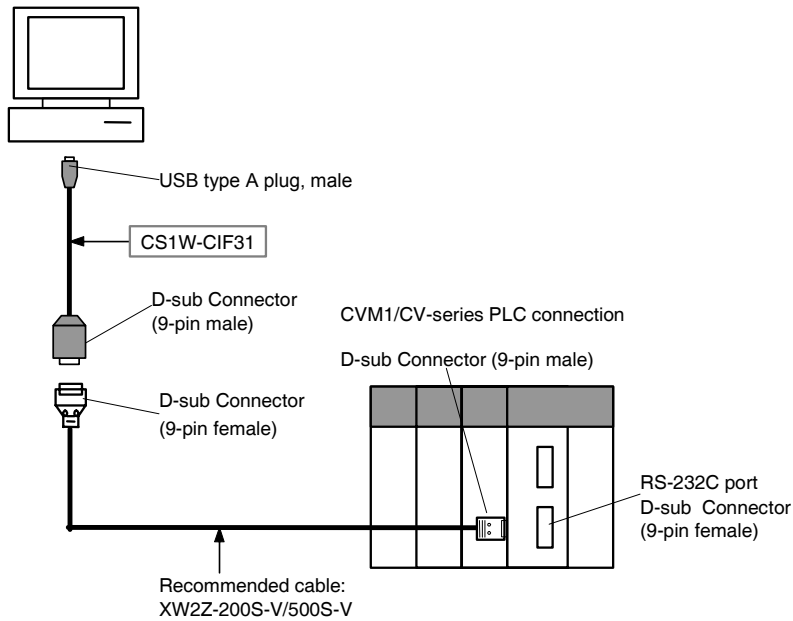 USB type A plug, male
CS1W-CIF31
D-sub Connector
(9-pin male)
CVM1/CV-series PLC connection
D-sub Connector (9-pin male)
D-sub Connector
(9-pin female)
RS-232C port
D-sub Connector
(9-pin female)
Recommended cable:
XW2Z-200S-V/500S-V